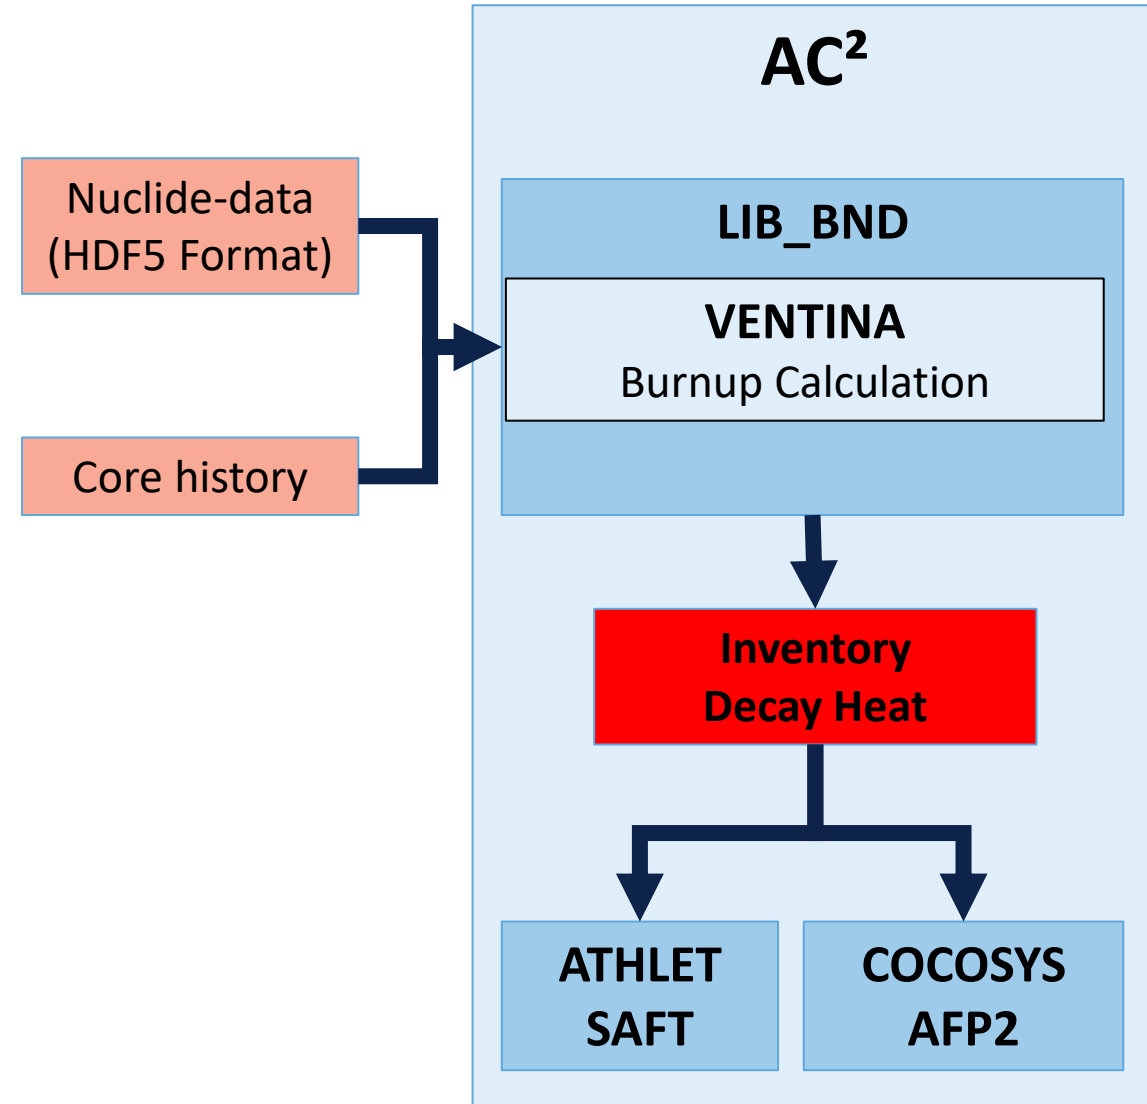 AC²
Nuclide-data
(HDF5 Format)
Core history
LIB_BND
VENTINA
Burnup Calculation
Inventory
Decay Heat
ATHLET
SAFT
COCOSYS
AFP2